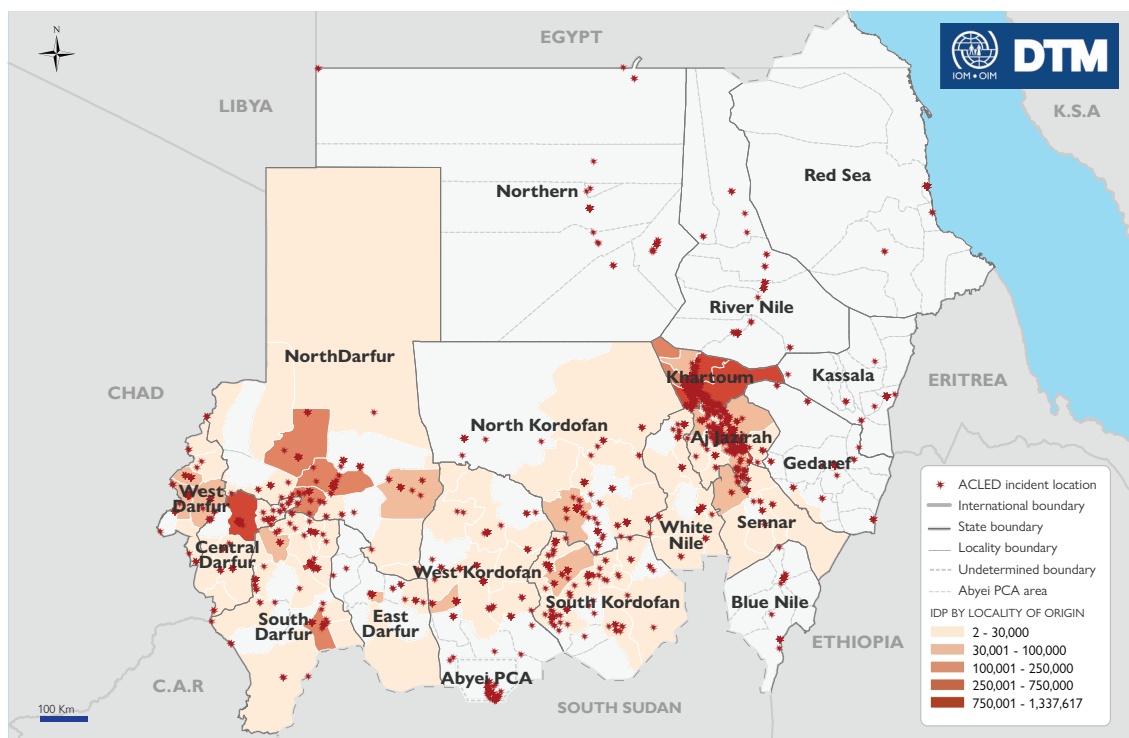 N
EGYPT
IOM • OIM
DTM
LIBYA
K.S.A
Red Sea
Northern
River Nile
NorthDarfur
Khartoum
Kassala
CHAD
ERITREA
North Kordofan
Aj Jazirah
Gedaref
West
Darfur
ACLED incident location
International boundary
State boundary
Locality boundary
Undetermined boundary
Abyei PCA area
White
Nile
Sennar
Central
Darfur
West Kordofan
South Kordofan
Blue Nile
South
Darfur
East
Darfur
ETHIOPIA
IDP BY LOCALITY OF ORIGIN
2 - 30,000
30,001 - 100,000
100,001 - 250,000
250,001 - 750,000
750,001 - 1,337,617
C.A.R
Abyei PCA
SOUTH SUDAN
100 Km